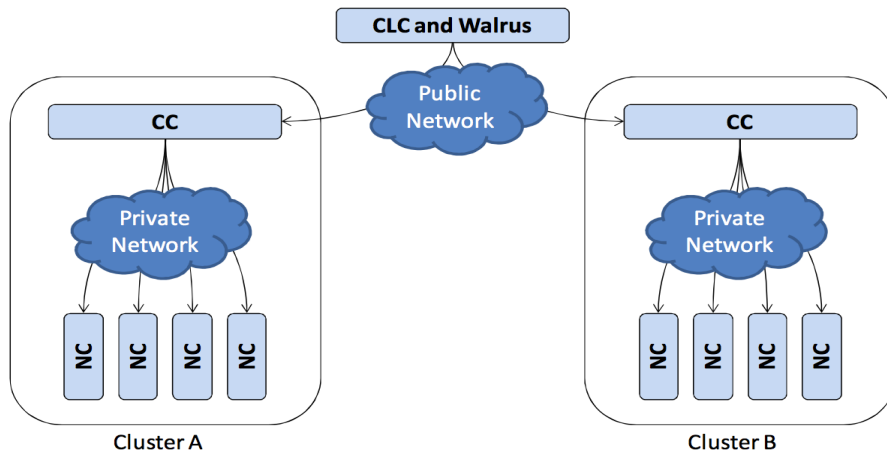 CLC and Walrus
Public
Network
CC
CC
Private
Network
Private
Network
NC
NC
NC
NC
NC
NC
NC
NC
Cluster A
Cluster B